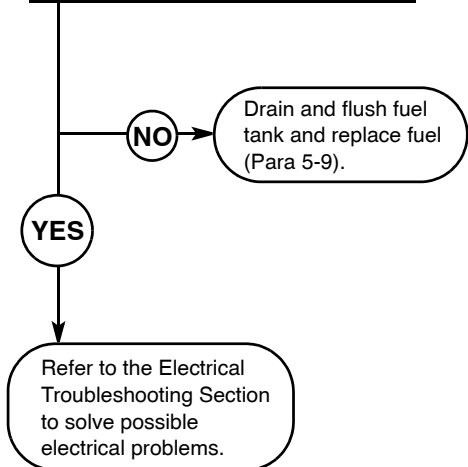 NO
Drain and flush fuel
tank and replace fuel
(Para 5-9).
YES
Refer to the Electrical
Troubleshooting Section
to solve possible
electrical problems.